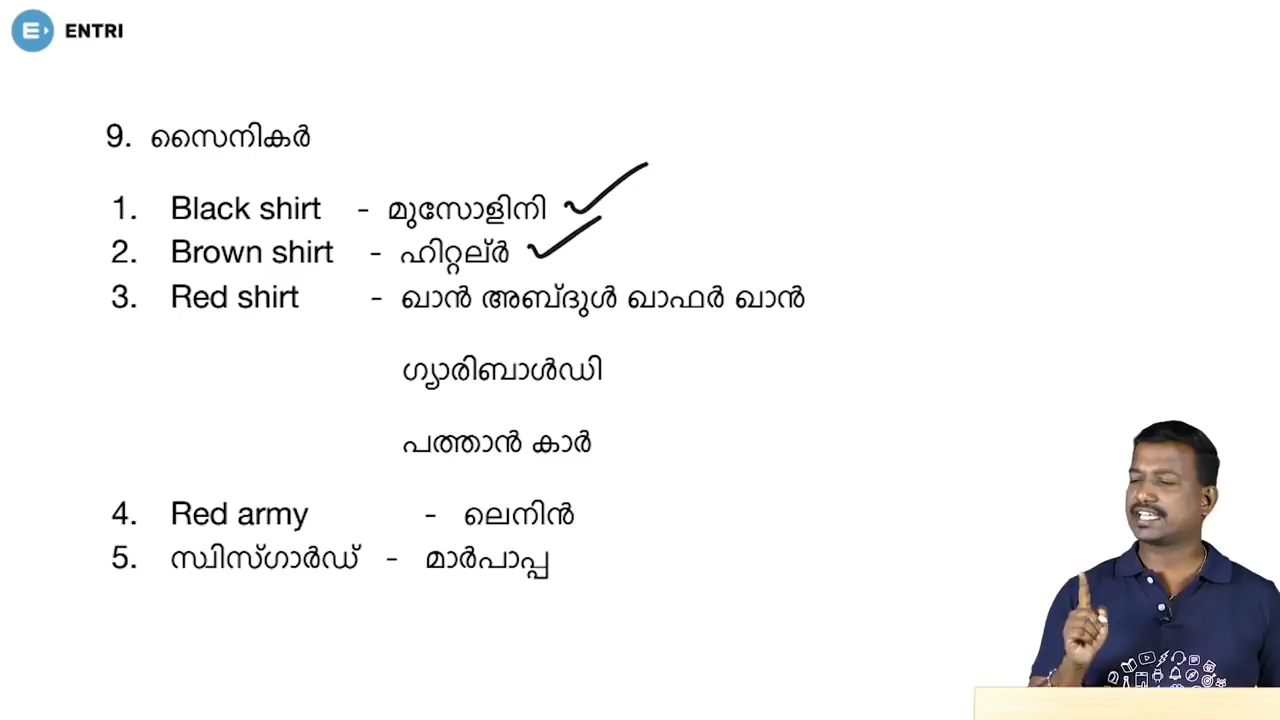 ENTRI
9. സൈനികർ
1. Black shirt - മുസോളിനി
2. Brown shirt - ഹിറ്റല്ർ
3. Red shirt - ഖാൻ അബ്ദുൾ ഖാഫർ ഖാൻ
ഗ്യാരിബാൾഡി
പത്താൻ കാർ
4. Red army - ലെനിൻ
5. സ്വിസ്ഗാർഡ് - മാർപാപ്പ